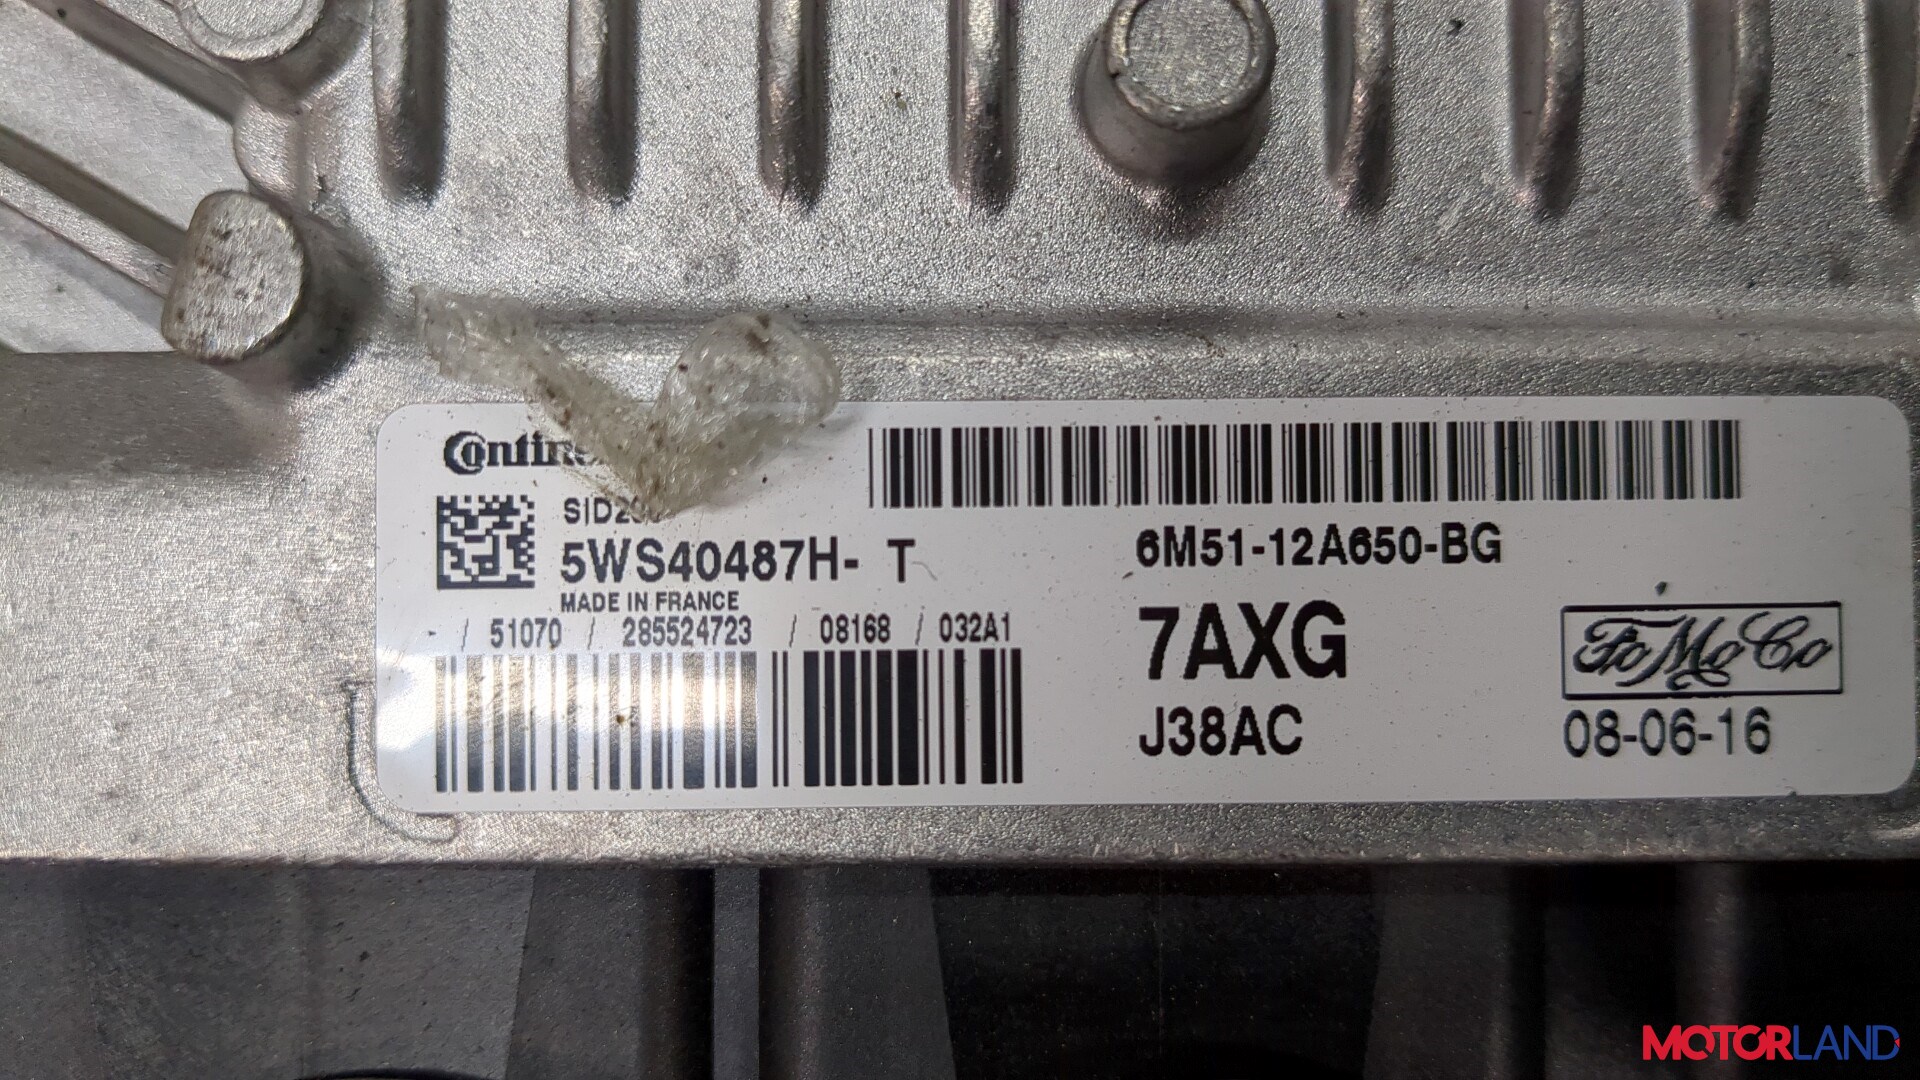 SID2
5WS40487H- T
MADE IN FRANCE
- / 51070 / 285524723 / 08168 / 032A1
6M51-12A650-BG
7AXG
J38AC
FoMoCo
08-06-16
MOTORLAND